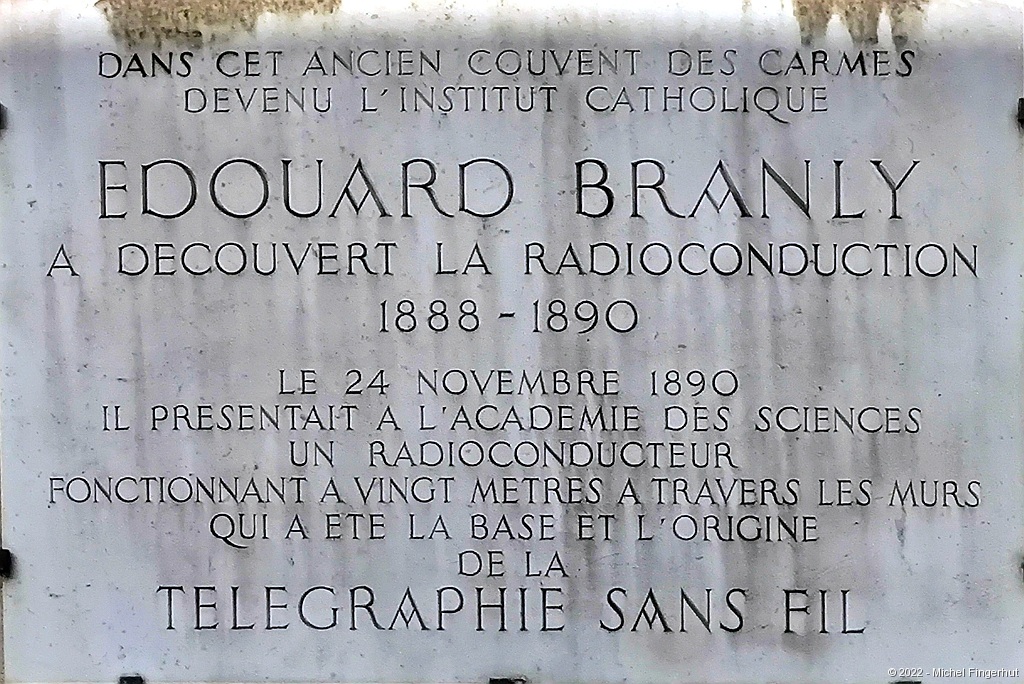 DANS CET ANCIEN COUVENT DES CARMES
DEVENU L'INSTITUT CATHOLIQUE
EDOUARD BRANLY
A DECOUVERT LA RADIOCONDUCTION
1888 - 1890
LE 24 NOVEMBRE 1890
IL PRESENTAIT A L'ACADEMIE DES SCIENCES
UN RADIOCONDUCTEUR
FONCTIONNANT A VINGT METRES A TRAVERS LES MURS
QUI A ETE LA BASE ET L'ORIGINE
DE LA
TELEGRAPHIE SANS FIL
© 2022 - Michel Fingerhut